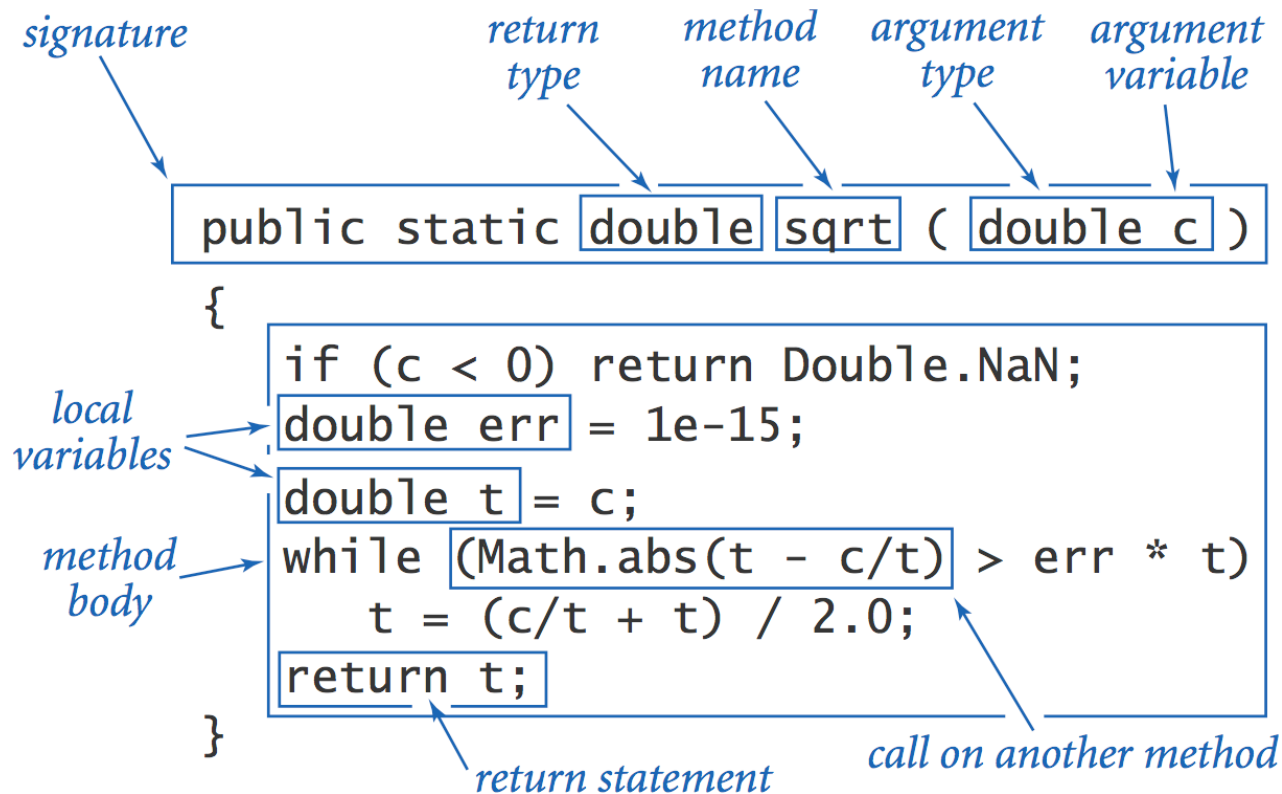 signature
return type
method name
argument type
argument variable
public static double sqrt ( double c )
{
if (c < 0) return Double.NaN;
local variables
double err = 1e-15;
double t = c;
method body
while (Math.abs(t - c/t) > err * t)
t = (c/t + t) / 2.0;
return t;
}
call on another method
return statement